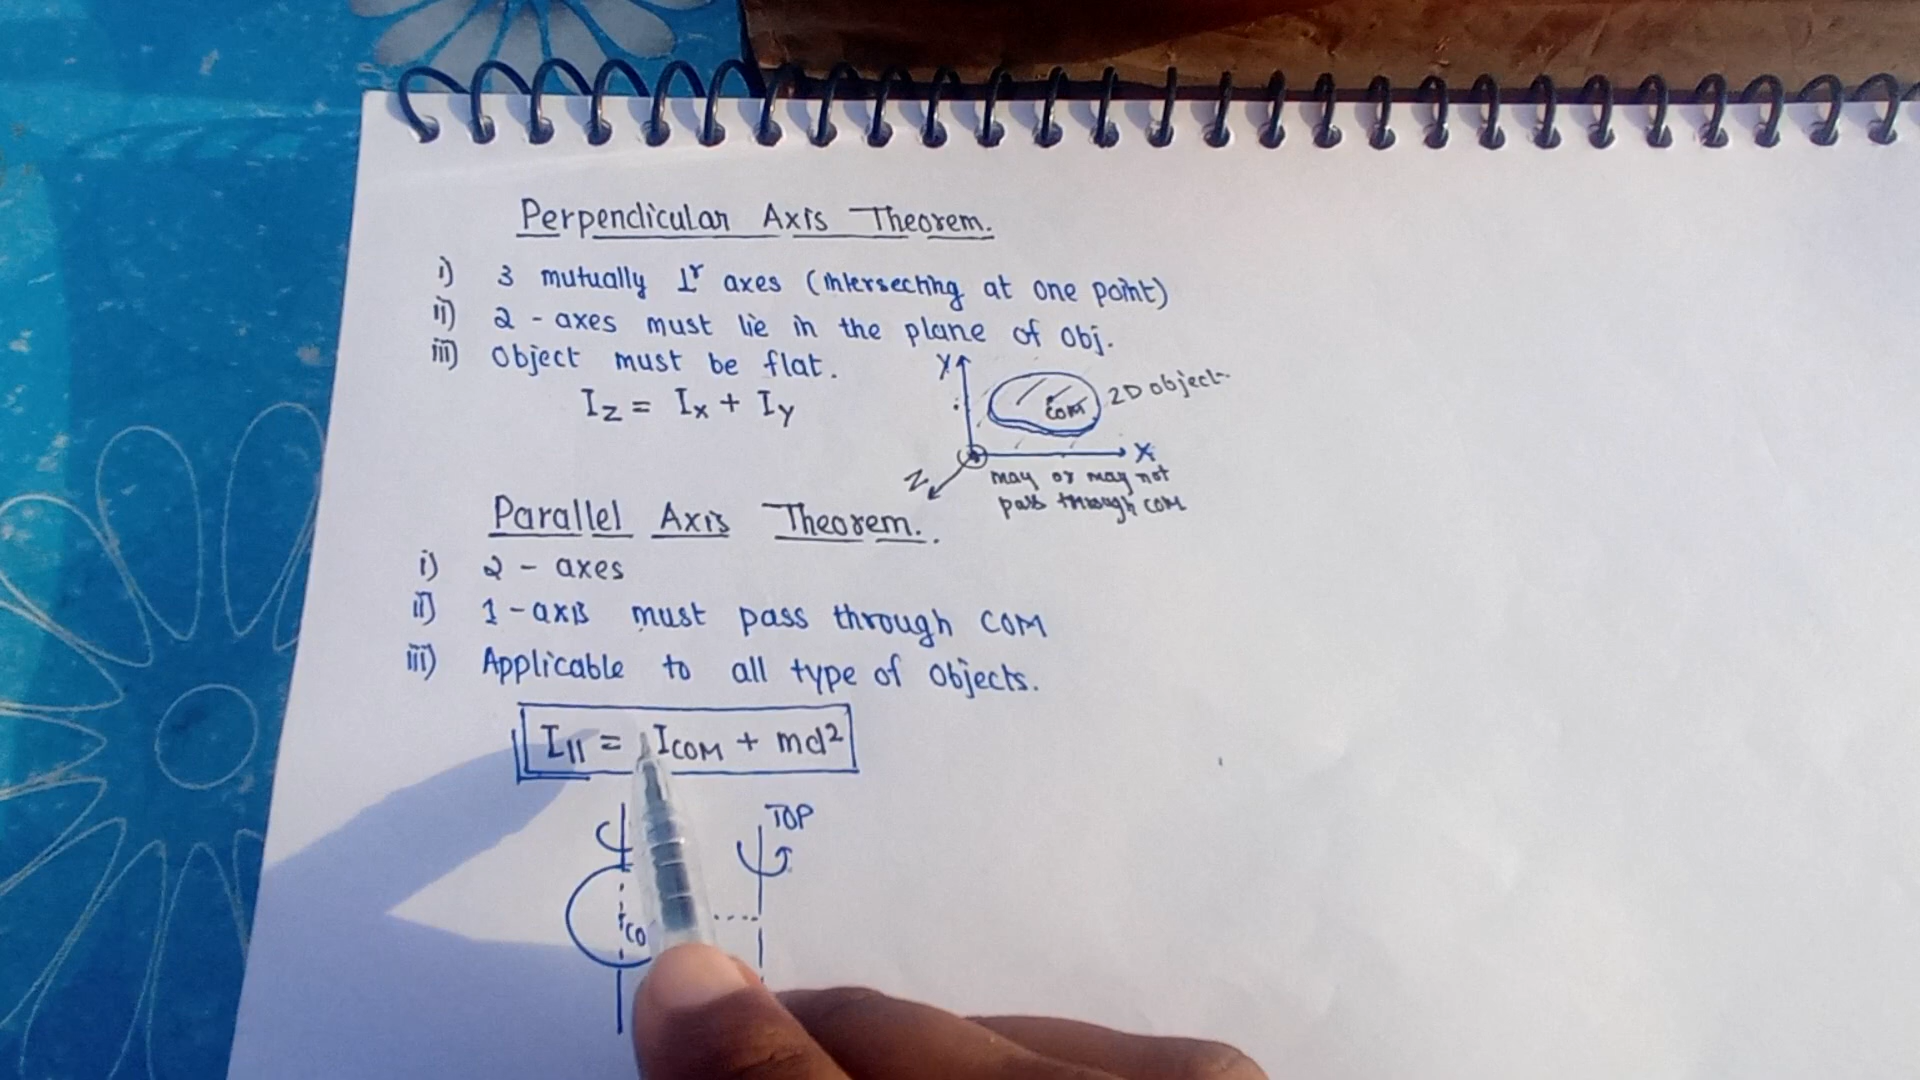 Perpendicular Axis Theorem.
i) 3 mutually ⊥r axes (intersecting at one point)
ii) 2 - axes must lie in the plane of obj.
iii) Object must be flat.
Iz = Ix + Iy
Y
COM
2D object
X
Z
may or may not
pass through COM
Parallel Axis Theorem.
i) 2 - axes
ii) 1 - axis must pass through COM
iii) Applicable to all type of Objects.
I|| = ICOM + md²
TOP